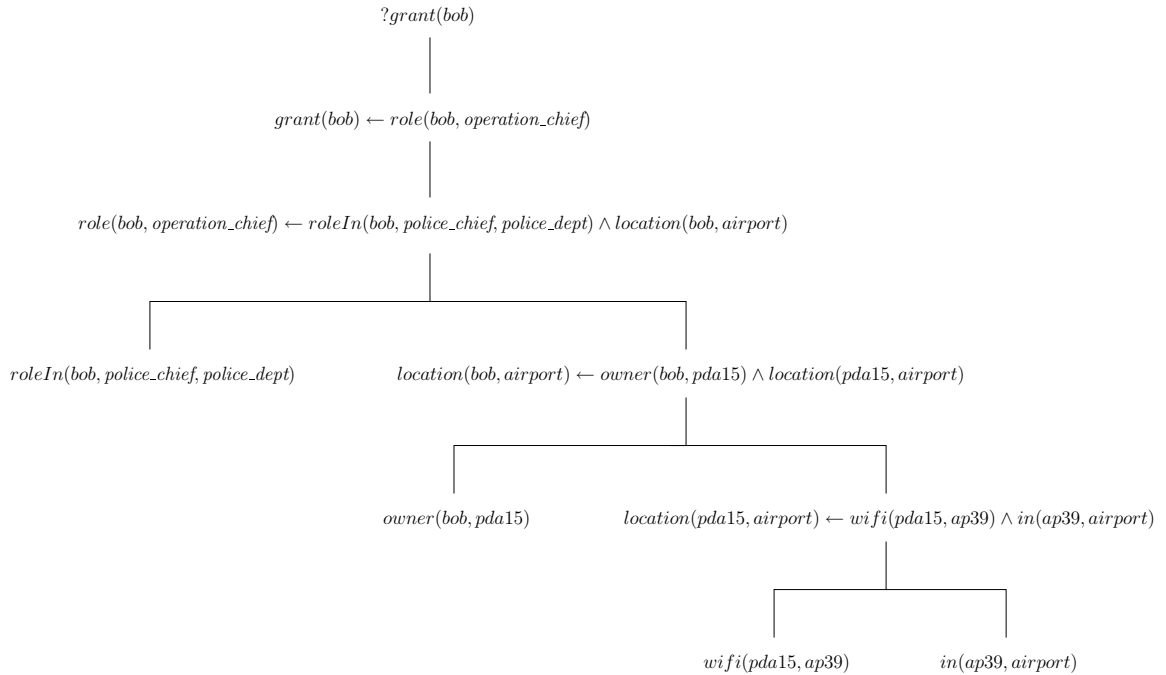 ?grant(bob)
grant(bob) ← role(bob, operation_chief)
role(bob, operation_chief) ← roleIn(bob, police_chief, police_dept) ∧ location(bob, airport)
roleIn(bob, police_chief, police_dept)
location(bob, airport) ← owner(bob, pda15) ∧ location(pda15, airport)
owner(bob, pda15)
location(pda15, airport) ← wifi(pda15, ap39) ∧ in(ap39, airport)
wifi(pda15, ap39)
in(ap39, airport)